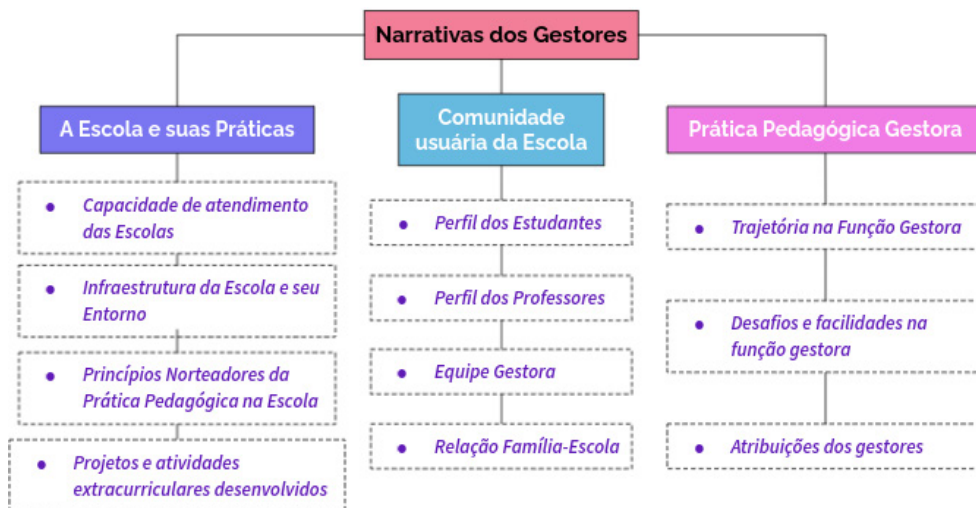 Narrativas dos Gestores
A Escola e suas Práticas
Capacidade de atendimento
das Escolas
Infraestrutura da Escola e seu
Entorno
Princípios Norteadores da
Prática Pedagógica na Escola
Projetos e atividades
extracurriculares desenvolvidos
Comunidade
usuária da Escola
Perfil dos Estudantes
Perfil dos Professores
Equipe Gestora
Relação Família-Escola
Prática Pedagógica Gestora
Trajetória na Função Gestora
Desafios e facilidades na
função gestora
Atribuições dos gestores